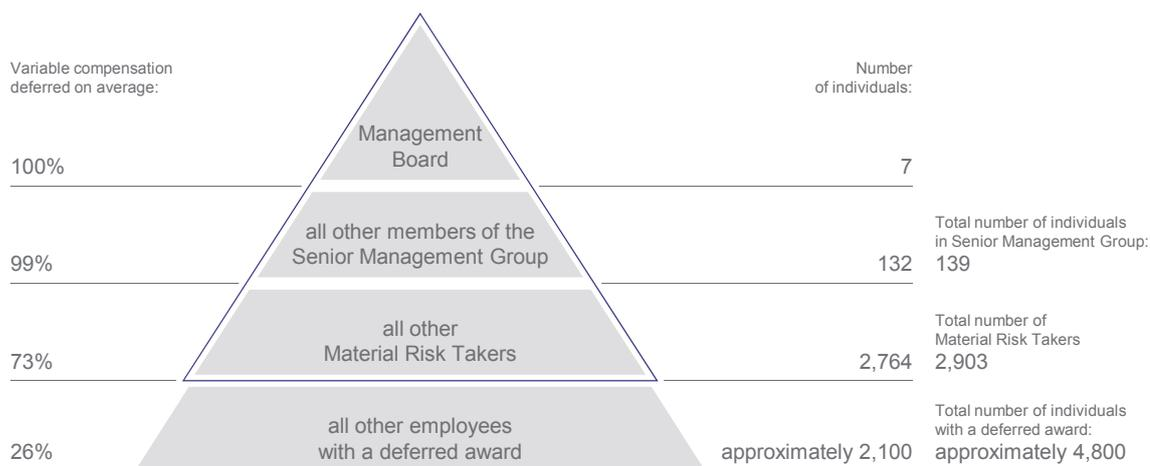 Variable compensation
deferred on average:
Number
of individuals:
Management
Board
100%
7
all other members of the
Senior Management Group
99%
132
Total number of individuals
in Senior Management Group:
139
all other
Material Risk Takers
73%
2,764
Total number of
Material Risk Takers
2,903
all other employees
with a deferred award
26%
approximately 2,100
Total number of individuals
with a deferred award:
approximately 4,800